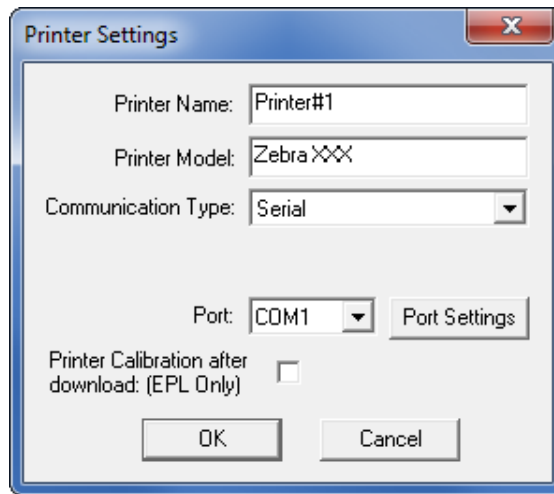 Printer Settings
Printer Name: Printer#1
Printer Model: Zebra XXX
Communication Type: Serial
Port: COM1 Port Settings
Printer Calibration after
download: (EPL Only)
OK Cancel